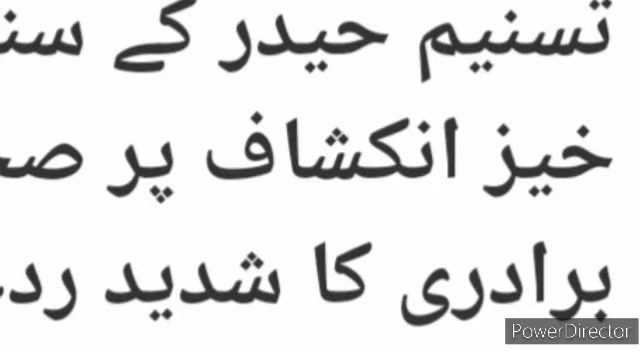 تسنیم حیدر کے
خیز انکشاف پر
برادری کا شدید
PowerDirector